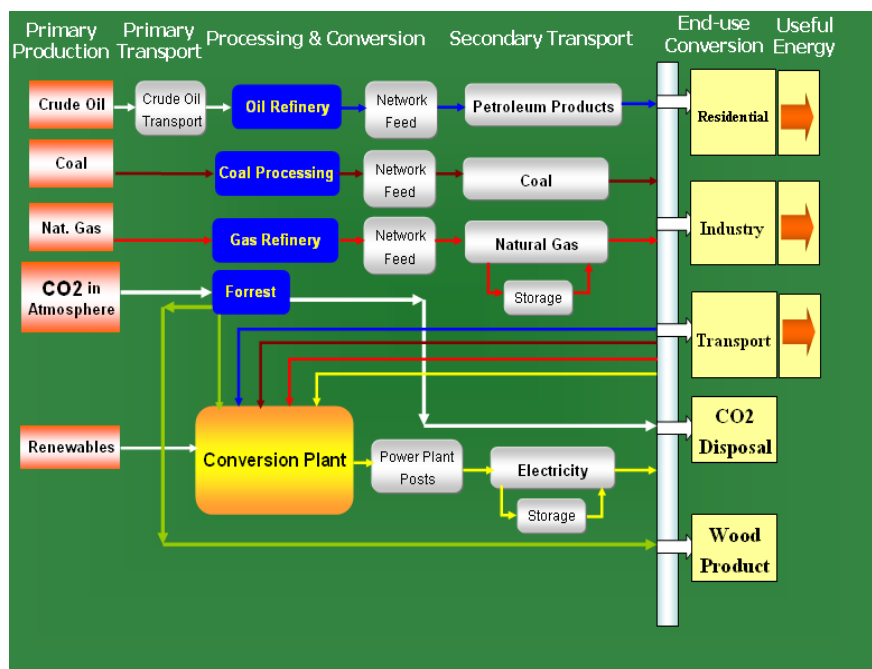 Primary Production
Primary Transport
Processing & Conversion
Secondary Transport
End-use Conversion
Useful Energy
Crude Oil
Crude Oil
Transport
Oil Refinery
Network
Feed
Petroleum Products
Residential
Coal
Coal Processing
Network
Feed
Coal
Nat. Gas
Gas Refinery
Network
Feed
Natural Gas
Industry
Storage
CO2 in
Atmosphere
Forrest
Transport
Renewables
Conversion Plant
Power Plant
Posts
Electricity
Storage
CO2
Disposal
Wood
Product